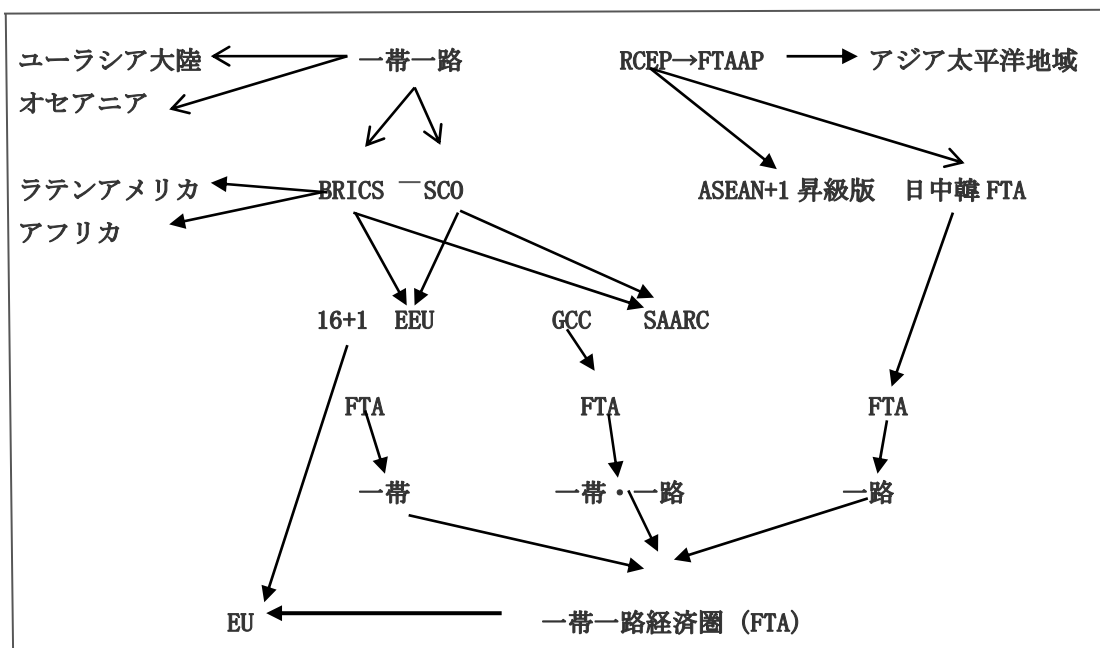 ユーラシア大陸 一帯一路 RCEP→FTAAP アジア太平洋地域
オセアニア
ラテンアメリカ BRICS SCO ASEAN+1 昇級版 日中韓 FTA
アフリカ
16+1 EEU GCC SAARC
FTA FTA FTA
一帯 一帯・一路 一路
EU 一帯一路経済圏 (FTA)